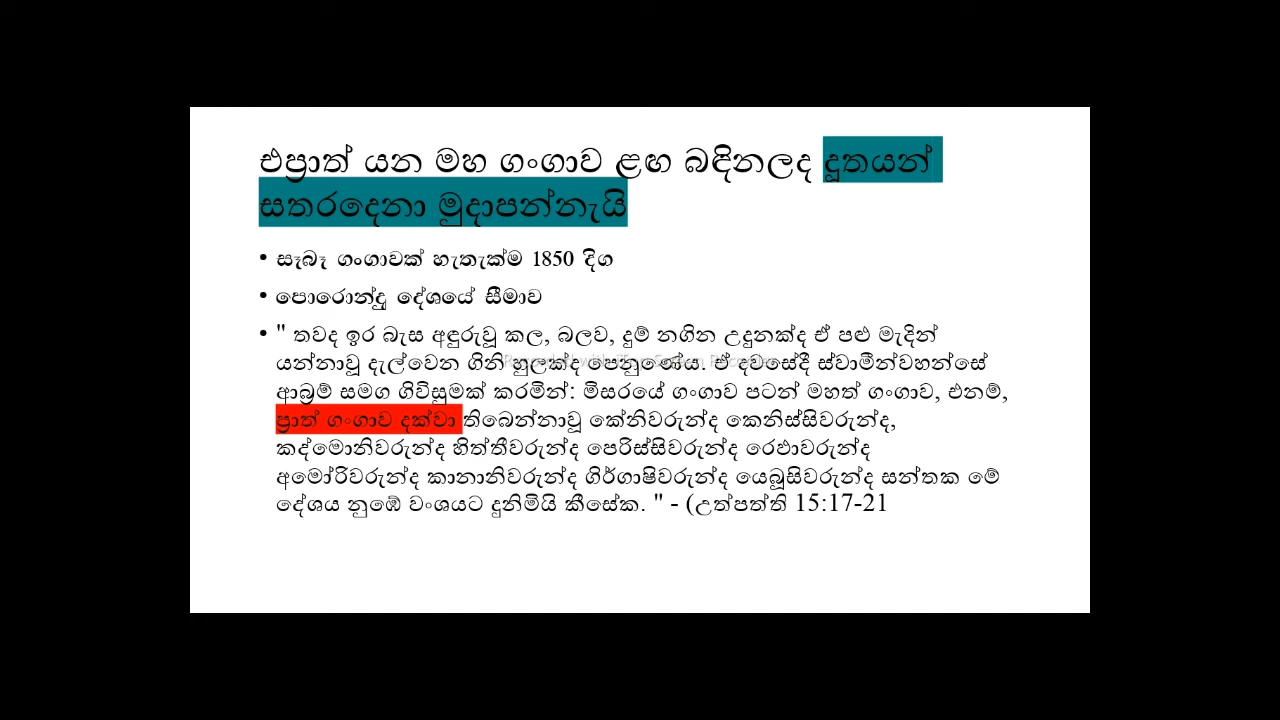 එප්‍රාත් යන මහ ගංගාව ළඟ බඳිනලද දූතයන්
සතරදෙනා මුදාපන්නැයි
• සැබෑ ගංගාවක් හැතැක්ම 1850 දිග
• පොරොන්දු දේශයේ සීමාව
• " තවද ඉර බැස අඳුරුවූ කල, බලව, දුම් නගින උදුනක්ද ඒ පළු මැදින්
යන්නාවූ දැල්වෙන ගිනි හුලක්ද පෙනුණේය. ඒ දවසේදී ස්වාමීන්වහන්සේ
ආබ්‍රම් සමග ගිවිසුමක් කරමින්: මිසරයේ ගංගාව පටන් මහත් ගංගාව, එනම්,
ප්‍රාත් ගංගාව දක්වා තිබෙන්නාවූ කේනිවරුන්ද කෙනිස්සිවරුන්ද,
කද්මොනිවරුන්ද හිත්තීවරුන්ද පෙරිස්සිවරුන්ද රෙඵාවරුන්ද
අමෝරිවරුන්ද කානානිවරුන්ද ගිර්ගාෂිවරුන්ද යෙබූසිවරුන්ද සන්තක මේ
දේශය නුඹේ වංශයට දුනිමියි කීසේක. " - (උත්පත්ති 15:17-21